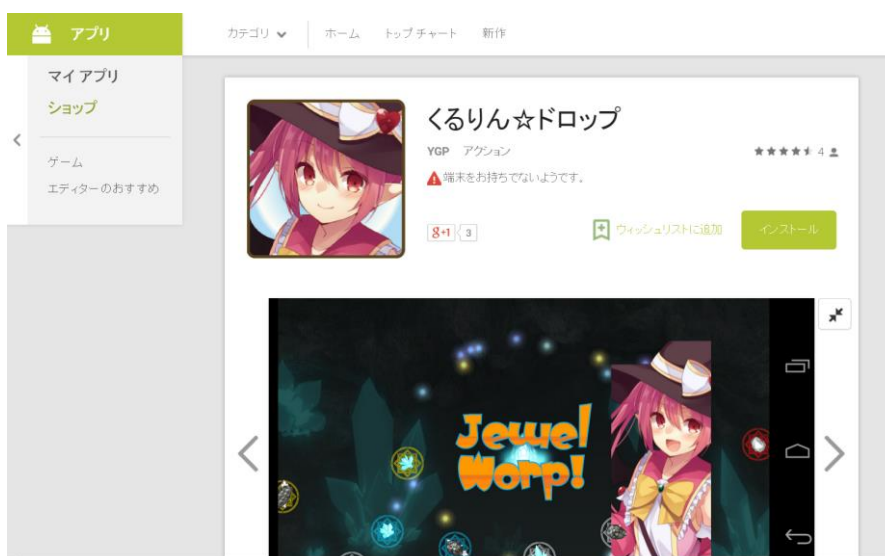 アプリ
カテゴリ ホーム トップ チャート 新作
マイ アプリ
ショップ
ゲーム
エディターのおすすめ
くるりん☆ドロップ
YGP アクション
4
端末をお持ちでないようです。
g+1 3
ウィッシュリストに追加
インストール
Jewel
Worp!